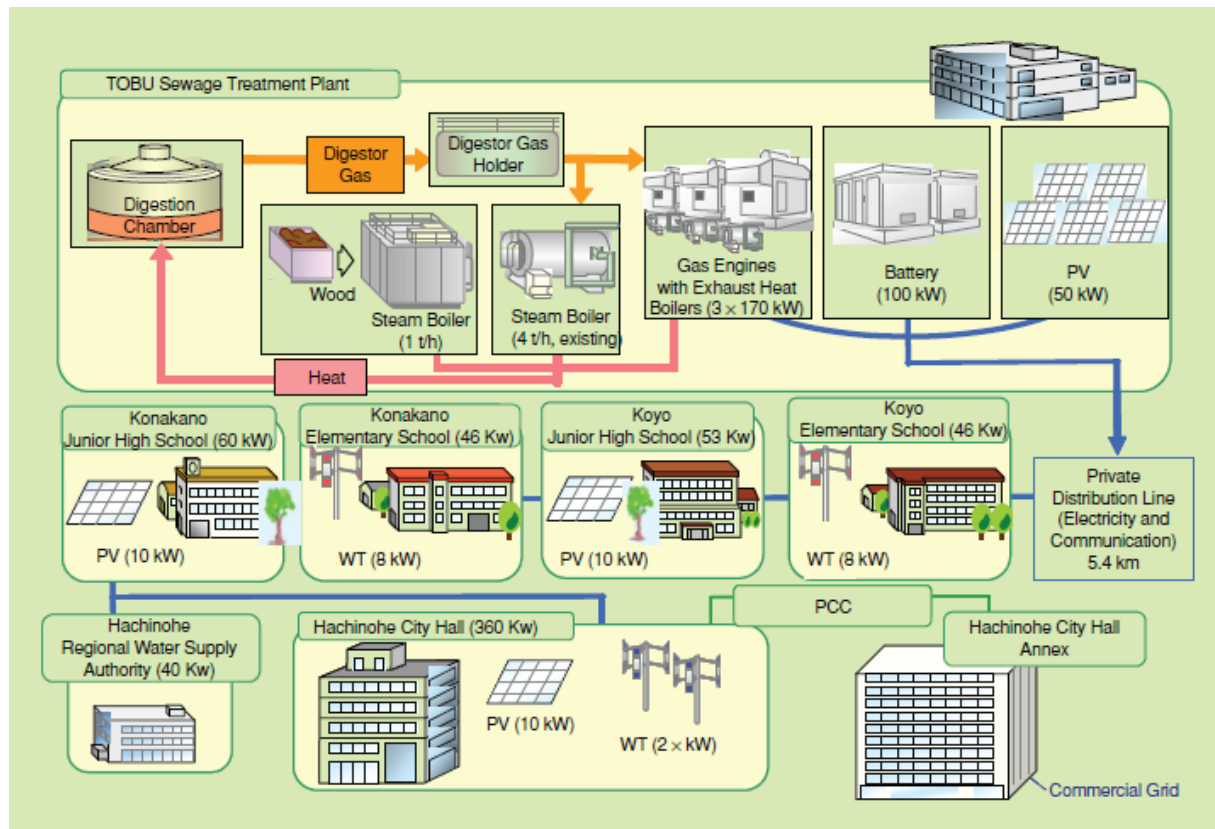 TOBU Sewage Treatment Plant
Digestion
Chamber
Digestor
Gas
Digestor Gas
Holder
Wood
Steam Boiler
(1 t/h)
Steam Boiler
(4 t/h, existing)
Gas Engines
with Exhaust Heat
Boilers (3 × 170 kW)
Battery
(100 kW)
PV
(50 kW)
Heat
Konakano
Junior High School (60 kW)
PV (10 kW)
Konakano
Elementary School (46 Kw)
WT (8 kW)
Koyo
Junior High School (53 Kw)
PV (10 kW)
Koyo
Elementary School (46 Kw)
WT (8 kW)
Private
Distribution Line
(Electricity and
Communication)
5.4 km
Hachinohe
Regional Water Supply
Authority (40 Kw)
Hachinohe City Hall (360 Kw)
PV (10 kW)
WT (2 × kW)
PCC
Hachinohe City Hall
Annex
Commercial Grid